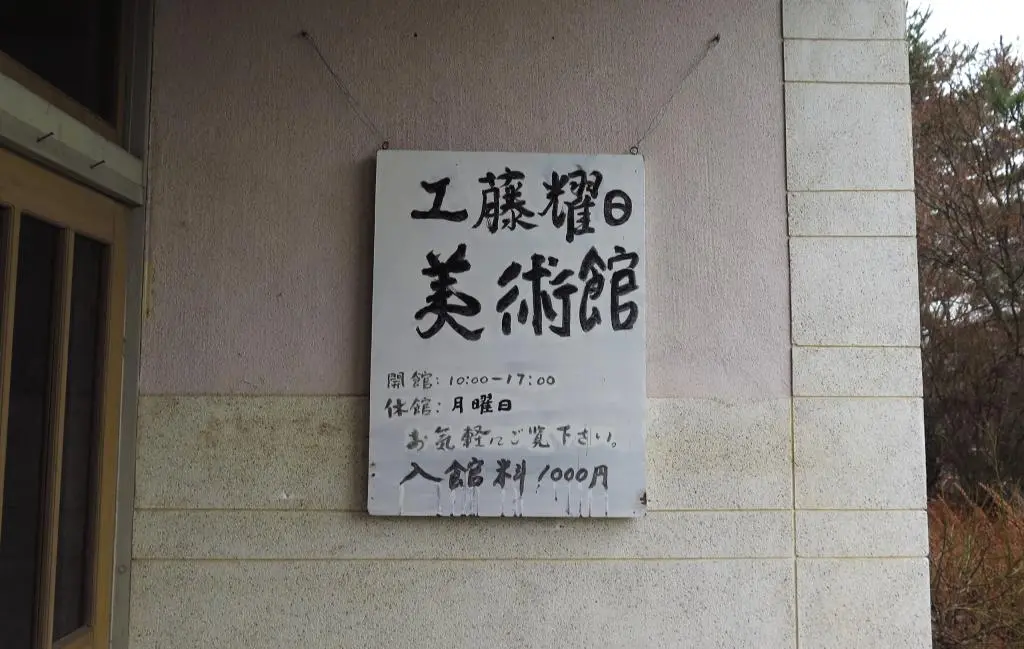 工藤耀日
美術館
開館:10:00-17:00
休館:月曜日
お気軽にご覧下さい。
入館料1000円